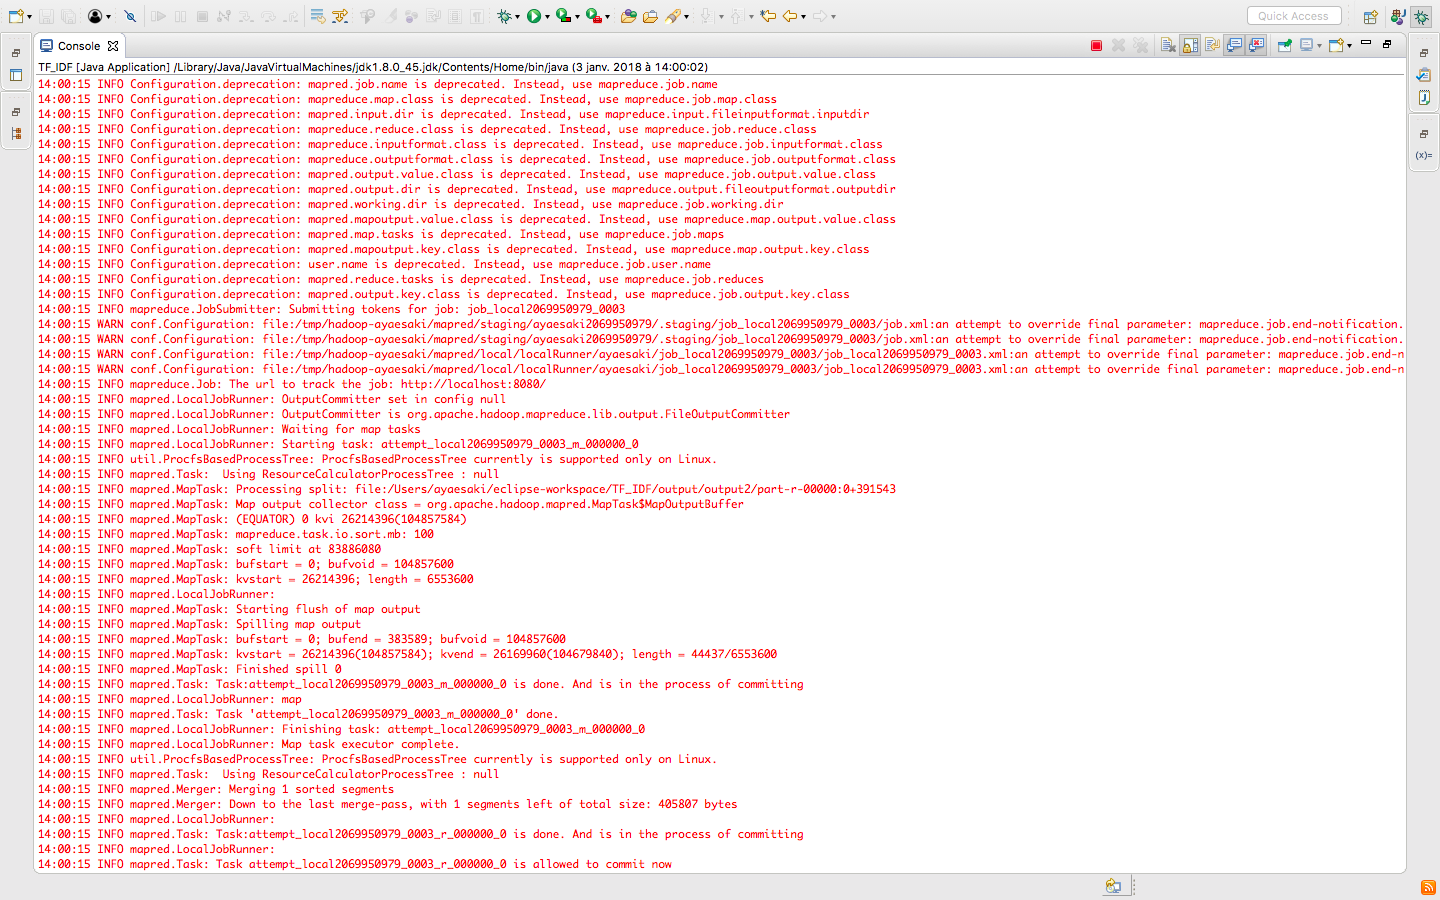 Quick Access
Console
TF_IDF [Java Application] /Library/Java/JavaVirtualMachines/jdk1.8.0_45.jdk/Contents/Home/bin/java (3 janv. 2018 à 14:00:02)
14:00:15 INFO Configuration.deprecation: mapred.job.name is deprecated. Instead, use mapreduce.job.name
14:00:15 INFO Configuration.deprecation: mapreduce.map.class is deprecated. Instead, use mapreduce.job.map.class
14:00:15 INFO Configuration.deprecation: mapred.input.dir is deprecated. Instead, use mapreduce.input.fileinputformat.inputdir
14:00:15 INFO Configuration.deprecation: mapreduce.reduce.class is deprecated. Instead, use mapreduce.job.reduce.class
14:00:15 INFO Configuration.deprecation: mapreduce.inputformat.class is deprecated. Instead, use mapreduce.job.inputformat.class
14:00:15 INFO Configuration.deprecation: mapreduce.outputformat.class is deprecated. Instead, use mapreduce.job.outputformat.class
14:00:15 INFO Configuration.deprecation: mapred.output.value.class is deprecated. Instead, use mapreduce.job.output.value.class
14:00:15 INFO Configuration.deprecation: mapred.output.dir is deprecated. Instead, use mapreduce.output.fileoutputformat.outputdir
14:00:15 INFO Configuration.deprecation: mapred.working.dir is deprecated. Instead, use mapreduce.job.working.dir
14:00:15 INFO Configuration.deprecation: mapred.mapoutput.value.class is deprecated. Instead, use mapreduce.map.output.value.class
14:00:15 INFO Configuration.deprecation: mapred.map.tasks is deprecated. Instead, use mapreduce.job.maps
14:00:15 INFO Configuration.deprecation: mapred.mapoutput.key.class is deprecated. Instead, use mapreduce.map.output.key.class
14:00:15 INFO Configuration.deprecation: user.name is deprecated. Instead, use mapreduce.job.user.name
14:00:15 INFO Configuration.deprecation: mapred.reduce.tasks is deprecated. Instead, use mapreduce.job.reduces
14:00:15 INFO Configuration.deprecation: mapred.output.key.class is deprecated. Instead, use mapreduce.job.output.key.class
14:00:15 INFO mapreduce.JobSubmitter: Submitting tokens for job: job_local2069950979_0003
14:00:15 WARN conf.Configuration: file:/tmp/hadoop-ayaesaki/mapred/staging/ayaesaki2069950979/.staging/job_local2069950979_0003/job.xml:an attempt to override final parameter: mapreduce.job.end-notification.
14:00:15 WARN conf.Configuration: file:/tmp/hadoop-ayaesaki/mapred/staging/ayaesaki2069950979/.staging/job_local2069950979_0003/job.xml:an attempt to override final parameter: mapreduce.job.end-notification.
14:00:15 WARN conf.Configuration: file:/tmp/hadoop-ayaesaki/mapred/local/localRunner/ayaesaki/job_local2069950979_0003/job_local2069950979_0003.xml:an attempt to override final parameter: mapreduce.job.end-n
14:00:15 WARN conf.Configuration: file:/tmp/hadoop-ayaesaki/mapred/local/localRunner/ayaesaki/job_local2069950979_0003/job_local2069950979_0003.xml:an attempt to override final parameter: mapreduce.job.end-n
14:00:15 INFO mapreduce.Job: The url to track the job: http://localhost:8080/
14:00:15 INFO mapred.LocalJobRunner: OutputCommitter set in config null
14:00:15 INFO mapred.LocalJobRunner: OutputCommitter is org.apache.hadoop.mapreduce.lib.output.FileOutputCommitter
14:00:15 INFO mapred.LocalJobRunner: Waiting for map tasks
14:00:15 INFO mapred.LocalJobRunner: Starting task: attempt_local2069950979_0003_m_000000_0
14:00:15 INFO util.ProcfsBasedProcessTree: ProcfsBasedProcessTree currently is supported only on Linux.
14:00:15 INFO mapred.Task:  Using ResourceCalculatorProcessTree : null
14:00:15 INFO mapred.MapTask: Processing split: file:/Users/ayaesaki/eclipse-workspace/TF_IDF/output/output2/part-r-00000:0+391543
14:00:15 INFO mapred.MapTask: Map output collector class = org.apache.hadoop.mapred.MapTask$MapOutputBuffer
14:00:15 INFO mapred.MapTask: (EQUATOR) 0 kvi 26214396(104857584)
14:00:15 INFO mapred.MapTask: mapreduce.task.io.sort.mb: 100
14:00:15 INFO mapred.MapTask: soft limit at 83886080
14:00:15 INFO mapred.MapTask: bufstart = 0; bufvoid = 104857600
14:00:15 INFO mapred.MapTask: kvstart = 26214396; length = 6553600
14:00:15 INFO mapred.LocalJobRunner:
14:00:15 INFO mapred.MapTask: Starting flush of map output
14:00:15 INFO mapred.MapTask: Spilling map output
14:00:15 INFO mapred.MapTask: bufstart = 0; bufend = 383589; bufvoid = 104857600
14:00:15 INFO mapred.MapTask: kvstart = 26214396(104857584); kvend = 26169960(104679840); length = 44437/6553600
14:00:15 INFO mapred.MapTask: Finished spill 0
14:00:15 INFO mapred.Task: Task:attempt_local2069950979_0003_m_000000_0 is done. And is in the process of committing
14:00:15 INFO mapred.LocalJobRunner: map
14:00:15 INFO mapred.Task: Task 'attempt_local2069950979_0003_m_000000_0' done.
14:00:15 INFO mapred.LocalJobRunner: Finishing task: attempt_local2069950979_0003_m_000000_0
14:00:15 INFO mapred.LocalJobRunner: Map task executor complete.
14:00:15 INFO util.ProcfsBasedProcessTree: ProcfsBasedProcessTree currently is supported only on Linux.
14:00:15 INFO mapred.Task:  Using ResourceCalculatorProcessTree : null
14:00:15 INFO mapred.Merger: Merging 1 sorted segments
14:00:15 INFO mapred.Merger: Down to the last merge-pass, with 1 segments left of total size: 405807 bytes
14:00:15 INFO mapred.LocalJobRunner:
14:00:15 INFO mapred.Task: Task:attempt_local2069950979_0003_r_000000_0 is done. And is in the process of committing
14:00:15 INFO mapred.LocalJobRunner:
14:00:15 INFO mapred.Task: Task attempt_local2069950979_0003_r_000000_0 is allowed to commit now
(x)=